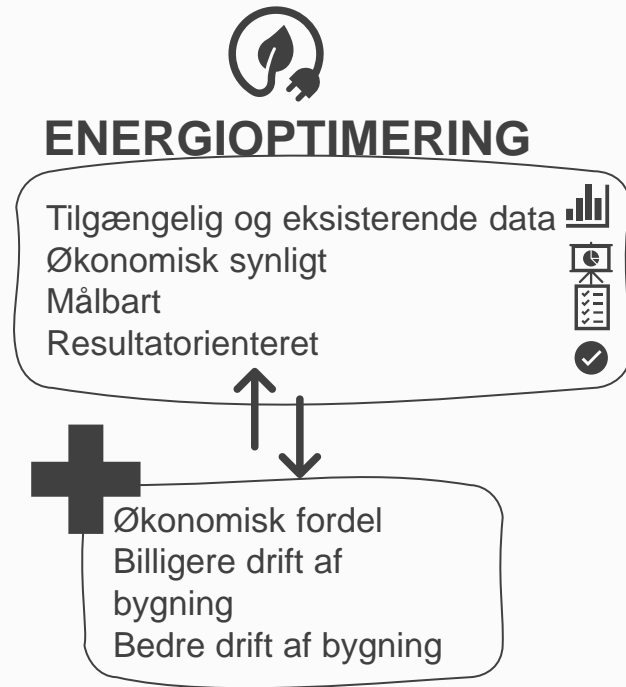 ENERGIOPTIMERING
Tilgængelig og eksisterende data
Økonomisk synligt
Målbart
Resultatorienteret
Økonomisk fordel
Billigere drift af
bygning
Bedre drift af bygning